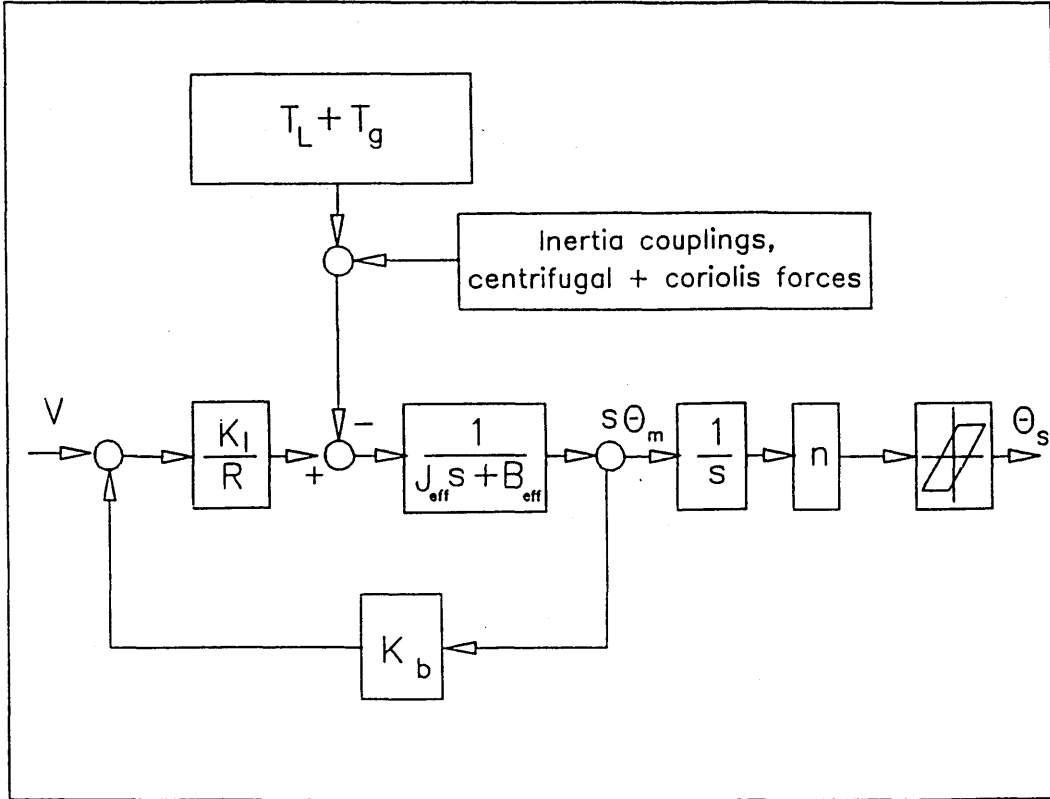 T_L + T_g
Inertia couplings,
centrifugal + coriolis forces
V
K_I
R
+
−
1
J_eff s + B_eff
sΘ_m
1
s
n
Θ_s
K_b